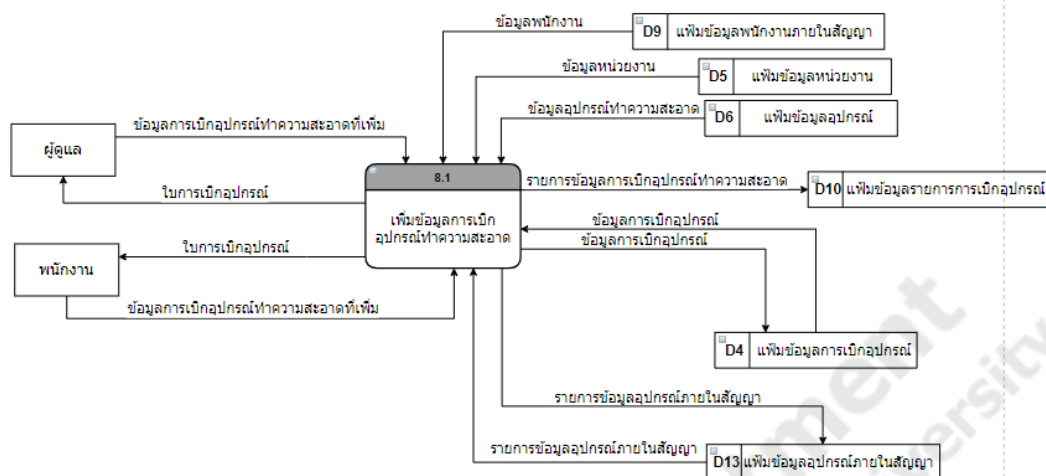 ข้อมูลพนักงาน
D9 แฟ้มข้อมูลพนักงานภายในสัญญา
ข้อมูลหน่วยงาน
D5 แฟ้มข้อมูลหน่วยงาน
ข้อมูลอุปกรณ์ทำความสะอาด
D6 แฟ้มข้อมูลอุปกรณ์
ข้อมูลการเบิกอุปกรณ์ทำความสะอาดที่เพิ่ม
ผู้ดูแล
ใบการเบิกอุปกรณ์
8.1
เพิ่มข้อมูลการเบิก
อุปกรณ์ทำความสะอาด
รายการข้อมูลการเบิกอุปกรณ์ทำความสะอาด
D10 แฟ้มข้อมูลรายการการเบิกอุปกรณ์
ข้อมูลการเบิกอุปกรณ์
ข้อมูลการเบิกอุปกรณ์
ใบการเบิกอุปกรณ์
พนักงาน
ข้อมูลการเบิกอุปกรณ์ทำความสะอาดที่เพิ่ม
D4 แฟ้มข้อมูลการเบิกอุปกรณ์
รายการข้อมูลอุปกรณ์ภายในสัญญา
รายการข้อมูลอุปกรณ์ภายในสัญญา
D13 แฟ้มข้อมูลอุปกรณ์ภายในสัญญา